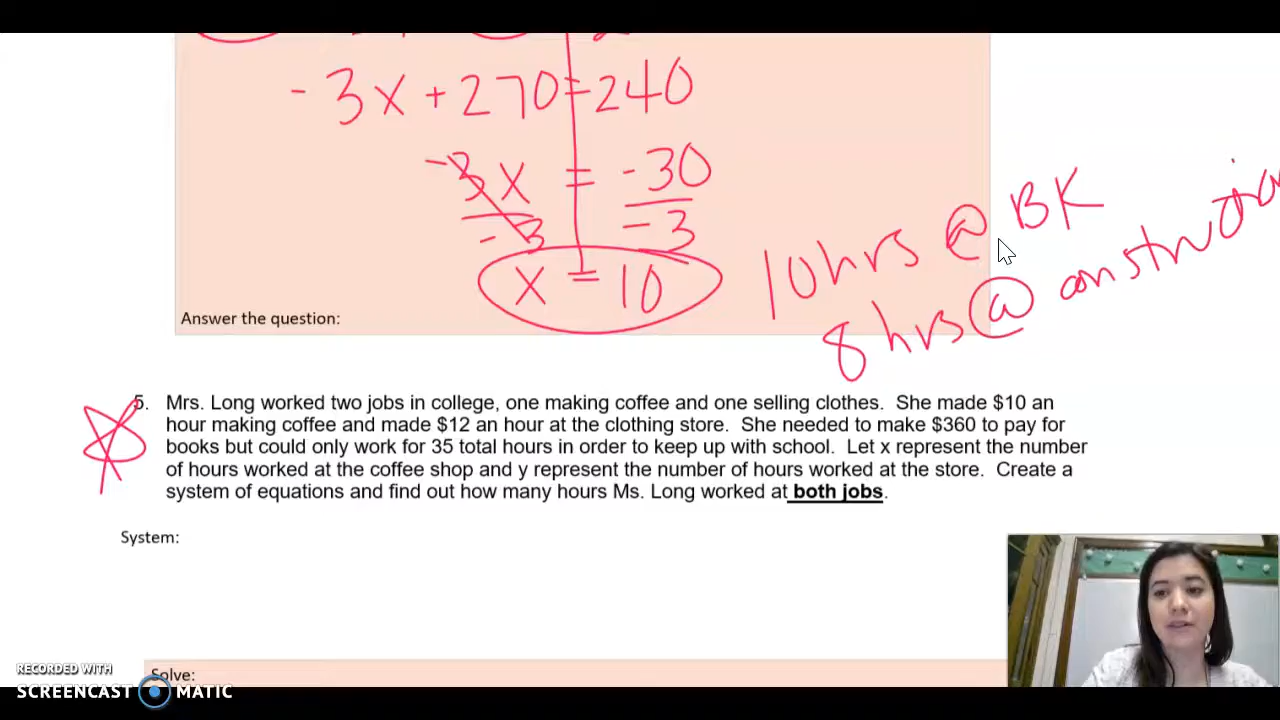 -3x + 270 = 240
-3x = -30
-3 -3
x = 10
10hrs @ BK
8hrs @ construction
Answer the question:
5. Mrs. Long worked two jobs in college, one making coffee and one selling clothes. She made $10 an
hour making coffee and made $12 an hour at the clothing store. She needed to make $360 to pay for
books but could only work for 35 total hours in order to keep up with school. Let x represent the number
of hours worked at the coffee shop and y represent the number of hours worked at the store. Create a
system of equations and find out how many hours Ms. Long worked at both jobs.
System:
Solve:
RECORDED WITH
SCREENCAST MATIC